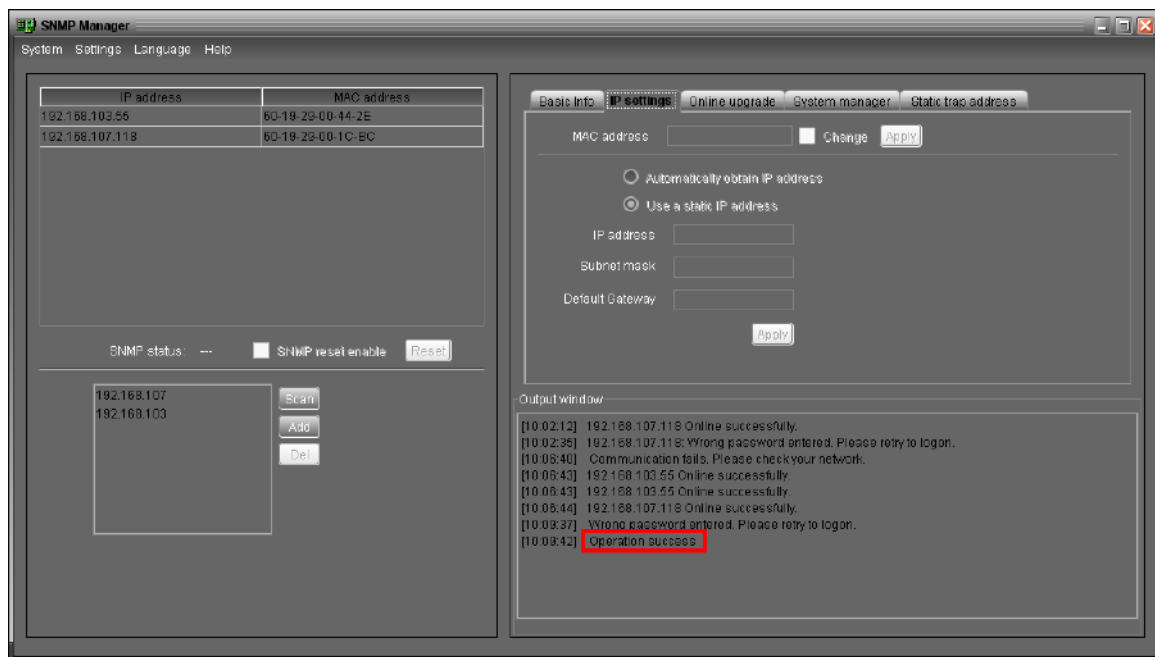 SNMP Manager
System Settings Language Help
IP address MAC address
192.168.103.55 60-19-29-00-44-2E
192.168.107.118 60-19-29-00-1C-BC
SNMP status: --- SNMP reset enable Reset
192.168.107
192.168.103
Scan
Add
Del
Basic Info IP settings Online upgrade System manager Static trap address
MAC address Change Apply
Automatically obtain IP address
Use a static IP address
IP address
Subnet mask
Default Gateway
Apply
Output window
[10:02:12] 192.168.107.118 Online successfully.
[10:02:35] 192.168.107.118: Wrong password entered. Please retry to logon.
[10:06:40] Communication fails. Please check your network.
[10:06:43] 192.168.103.55 Online successfully.
[10:06:43] 192.168.103.55 Online successfully.
[10:06:44] 192.168.107.118 Online successfully.
[10:09:37] Wrong password entered. Please retry to logon.
[10:09:42] Operation success